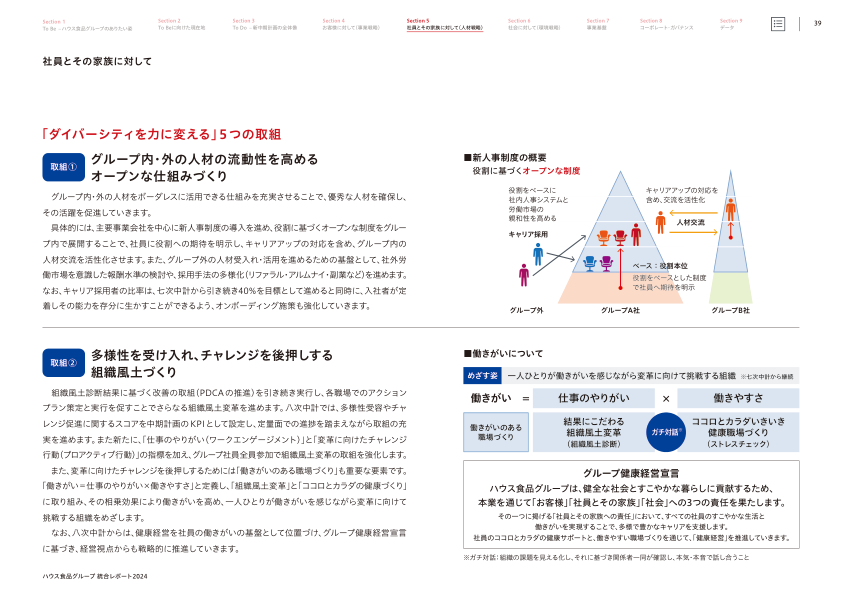 Section 1
To Be -ハウス食品グループのありたい姿
Section 2
To Beに向けた現在地
Section 3
To Do -新中期計画の全体像
Section 4
お客様に対して(事業戦略)
Section 5
社員とその家族に対して(人材戦略)
Section 6
社会に対して(環境戦略)
Section 7
事業基盤
Section 8
コーポレート・ガバナンス
Section 9
データ
39
社員とその家族に対して
「ダイバーシティを力に変える」5つの取組
取組①
グループ内・外の人材の流動性を高める
オープンな仕組みづくり
グループ内・外の人材をボーダレスに活用できる仕組みを充実させることで、優秀な人材を確保し、
その活躍を促進していきます。
具体的には、主要事業会社を中心に新人事制度の導入を進め、役割に基づくオープンな制度をグルー
プ内で展開することで、社員に役割への期待を明示し、キャリアアップの対応を含め、グループ内の
人材交流を活性化させます。また、グループ外の人材受入れ・活用を進めるための基盤として、社外労
働市場を意識した報酬水準の検討や、採用手法の多様化(リファラル・アルムナイ・副業など)を進めます。
なお、キャリア採用者の比率は、七次中計から引き続き40%を目標として進めると同時に、入社者が定
着しその能力を存分に生かすことができるよう、オンボーディング施策も強化していきます。
■新人事制度の概要
役割に基づくオープンな制度
役割をベースに
社内人事システムと
労働市場の
親和性を高める
キャリア採用
キャリアアップの対応を
含め、交流を活性化
人材交流
ベース：役割本位
役割をベースとした制度
で社員へ期待を明示
グループ外
グループA社
グループB社
取組②
多様性を受け入れ、チャレンジを後押しする
組織風土づくり
組織風土診断結果に基づく改善の取組(PDCAの推進)を引き続き実行し、各職場でのアクション
プラン策定と実行を促すことでさらなる組織風土変革を進めます。八次中計では、多様性受容やチャ
レンジ促進に関するスコアを中期計画のKPIとして設定し、定量面での進捗を踏まえながら取組の充
実を進めます。また新たに、「仕事のやりがい(ワークエンゲージメント)」と「変革に向けたチャレンジ
行動(プロアクティブ行動)」の指標を加え、グループ社員全員参加で組織風土変革の取組を強化します。
また、変革に向けたチャレンジを後押しするためには「働きがいのある職場づくり」も重要な要素です。
「働きがい=仕事のやりがい×働きやすさ」と定義し、「組織風土変革」と「ココロとカラダの健康づくり」
に取り組み、その相乗効果により働きがいを高め、一人ひとりが働きがいを感じながら変革に向けて
挑戦する組織をめざします。
なお、八次中計からは、健康経営を社員の働きがいの基盤として位置づけ、グループ健康経営宣言
に基づき、経営視点からも戦略的に推進していきます。
■働きがいについて
めざす姿
一人ひとりが働きがいを感じながら変革に向けて挑戦する組織 ※七次中計から継続
働きがい = 仕事のやりがい × 働きやすさ
働きがいのある
職場づくり
結果にこだわる
組織風土変革
(組織風土診断)
ガチ対話※
ココロとカラダいきいき
健康職場づくり
(ストレスチェック)
グループ健康経営宣言
ハウス食品グループは、健全な社会とすこやかな暮らしに貢献するため、
本業を通じて「お客様」「社員とその家族」「社会」への3つの責任を果たします。
その一つに掲げる「社員とその家族への責任」において、すべての社員のすこやかな生活と
働きがいを実現することで、多様で豊かなキャリアを支援します。
社員のココロとカラダの健康サポートと、働きやすい職場づくりを通じて、「健康経営」を推進していきます。
※ガチ対話：組織の課題を見える化し、それに基づき関係者一同が確認し、本気・本音で話し合うこと
ハウス食品グループ 統合レポート2024